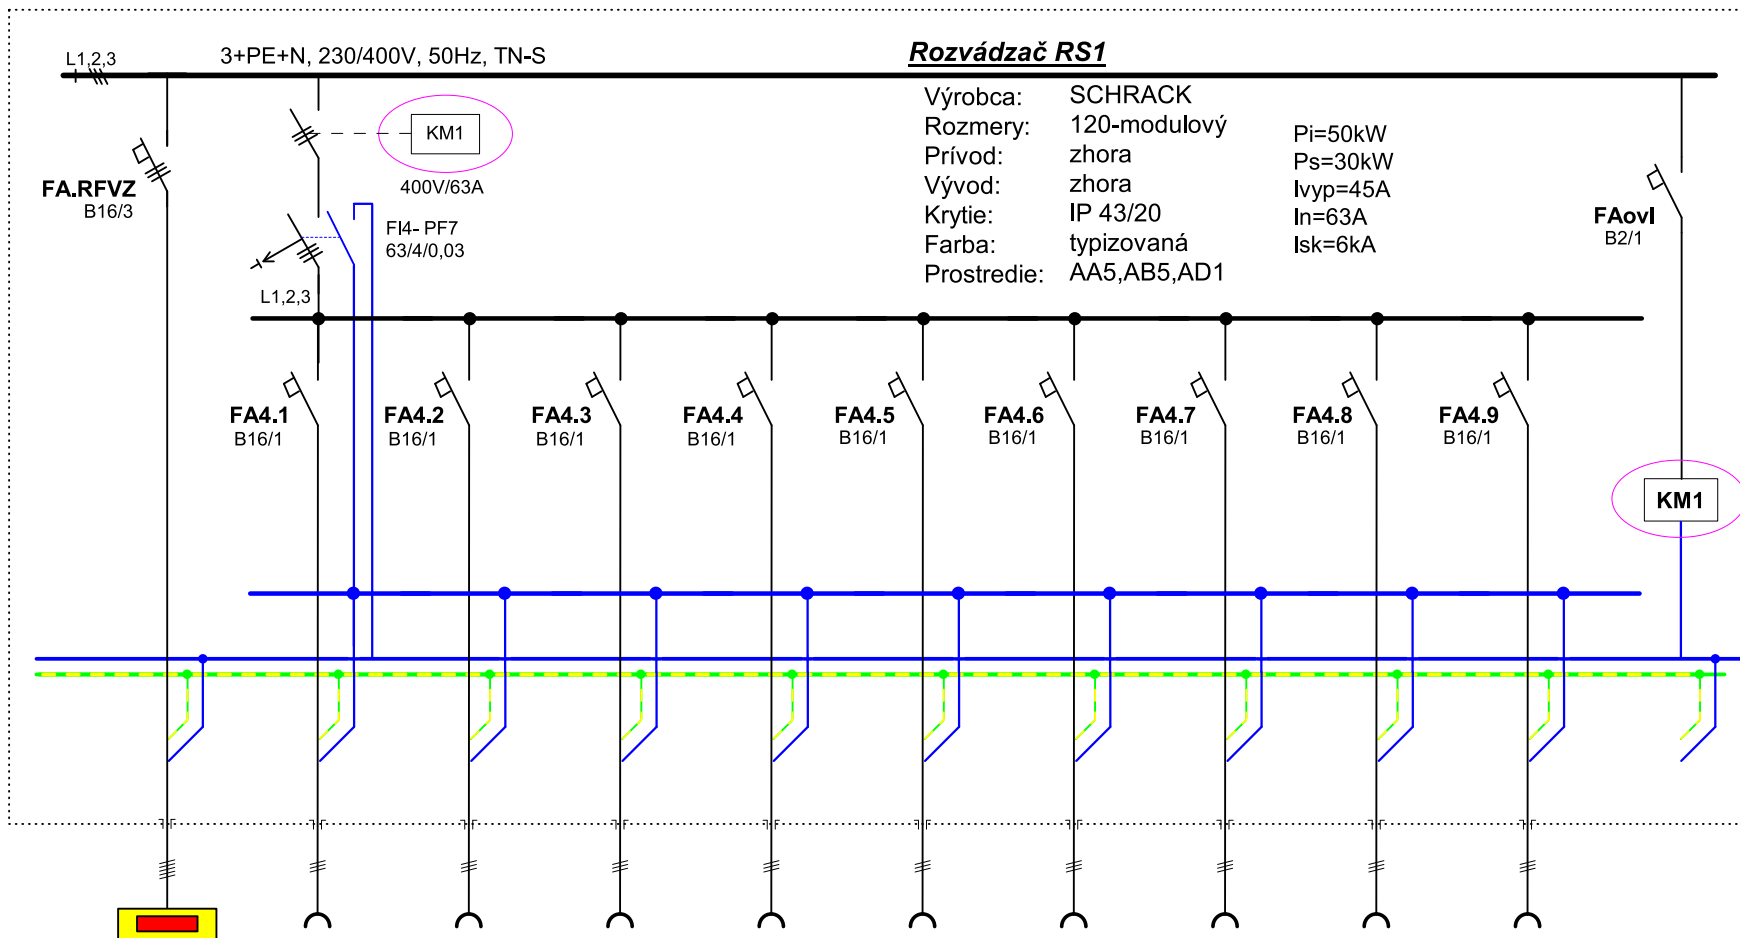 L1,2,3
3+PE+N, 230/400V, 50Hz, TN-S
Rozvádzač RS1
Výrobca: SCHRACK
Rozmery: 120-modulový
Prívod: zhora
Vývod: zhora
Krytie: IP 43/20
Farba: typizovaná
Prostredie: AA5,AB5,AD1
Pi=50kW
Ps=30kW
Ivyp=45A
In=63A
Isk=6kA
KM1
400V/63A
FA.RFVZ
B16/3
FI4- PF7
63/4/0,03
FAovl
B2/1
L1,2,3
FA4.1
B16/1
FA4.2
B16/1
FA4.3
B16/1
FA4.4
B16/1
FA4.5
B16/1
FA4.6
B16/1
FA4.7
B16/1
FA4.8
B16/1
FA4.9
B16/1
KM1